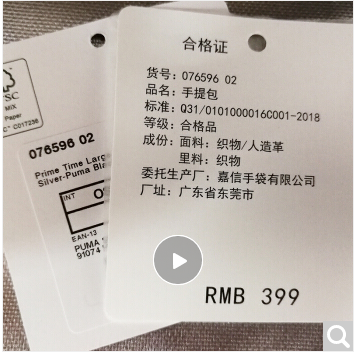 合格证
货号: 076596 02
品名: 手提包
标准: Q31/0101000016C001-2018
等级: 合格品
成份: 面料: 织物/人造革
里料: 织物
委托生产厂: 嘉信手袋有限公司
厂址: 广东省东莞市
RMB 399
FSC
MIX
Paper
C017236
076596 02
Prime Time Large
Silver-Puma Bla
INT
EAN-13
PUMA
91074